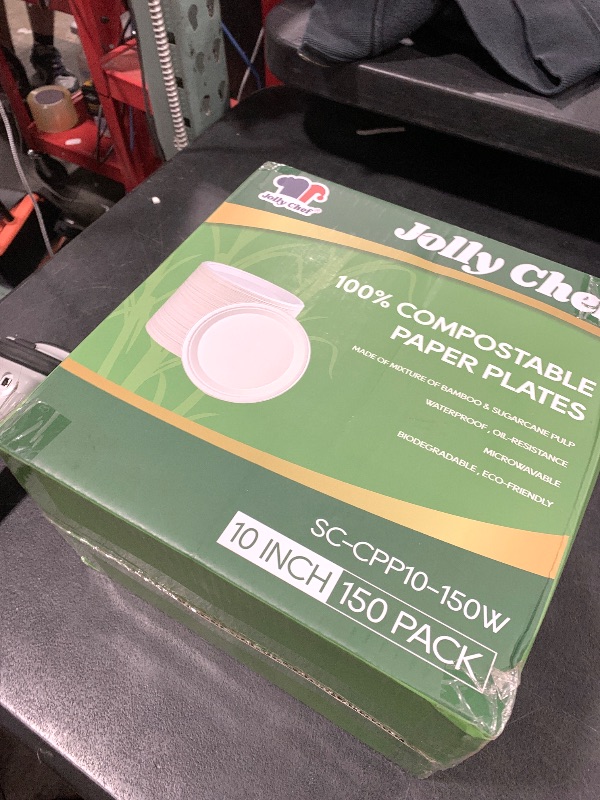 Jolly Chef
Jolly Chef
100% COMPOSTABLE
PAPER PLATES
MADE OF MIXTURE OF BAMBOO & SUGARCANE PULP
WATERPROOF, OIL-RESISTANCE
MICROWAVABLE
BIODEGRADABLE, ECO-FRIENDLY
SC-CPP10-150W
10 INCH 150 PACK